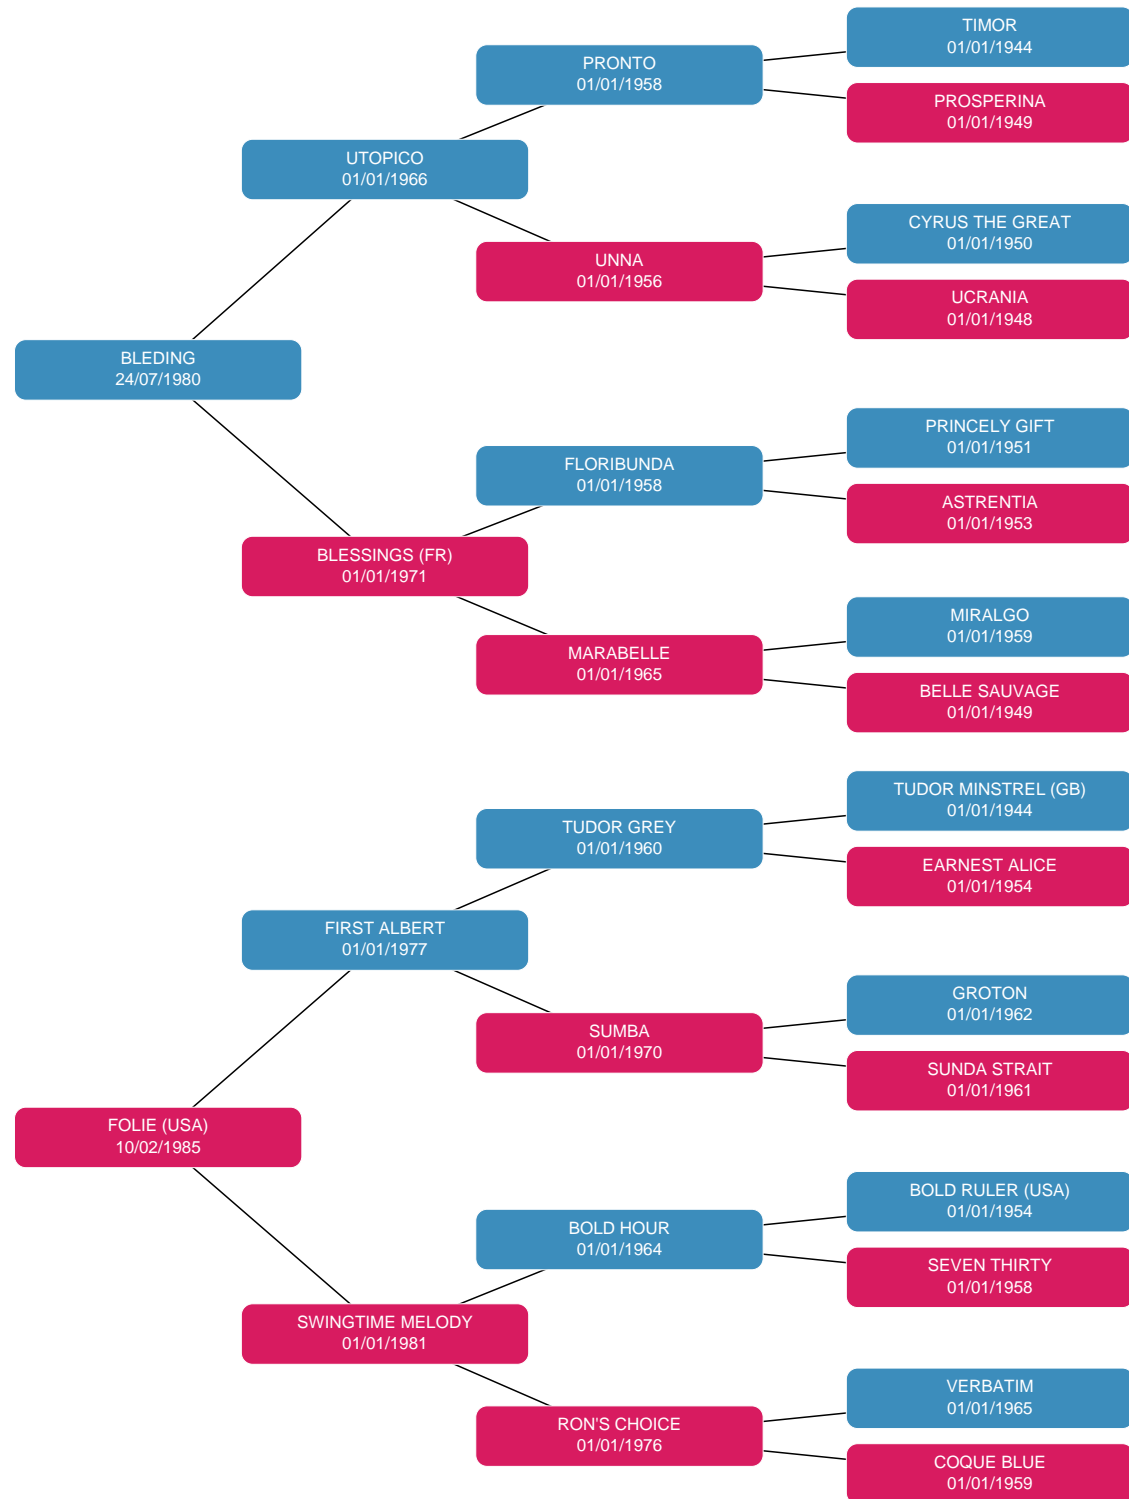 TIMOR
01/01/1944
PRONTO
01/01/1958
PROSPERINA
01/01/1949
UTOPICO
01/01/1966
CYRUS THE GREAT
01/01/1950
UNNA
01/01/1956
UCRANIA
01/01/1948
BLEDING
24/07/1980
PRINCELY GIFT
01/01/1951
FLORIBUNDA
01/01/1958
ASTRENTIA
01/01/1953
BLESSINGS (FR)
01/01/1971
MIRALGO
01/01/1959
MARABELLE
01/01/1965
BELLE SAUVAGE
01/01/1949
TUDOR MINSTREL (GB)
01/01/1944
TUDOR GREY
01/01/1960
EARNEST ALICE
01/01/1954
FIRST ALBERT
01/01/1977
GROTON
01/01/1962
SUMBA
01/01/1970
SUNDA STRAIT
01/01/1961
FOLIE (USA)
10/02/1985
BOLD RULER (USA)
01/01/1954
BOLD HOUR
01/01/1964
SEVEN THIRTY
01/01/1958
SWINGTIME MELODY
01/01/1981
VERBATIM
01/01/1965
RON'S CHOICE
01/01/1976
COQUE BLUE
01/01/1959